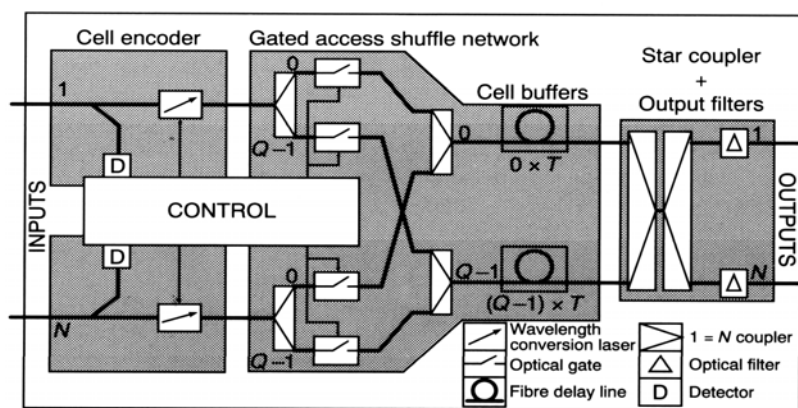 Cell encoder
Gated access shuffle network
Cell buffers
Star coupler
+
Output filters
1
0
Q–1
0
0 × T
1
D
INPUTS
CONTROL
OUTPUTS
D
0
Q–1
N
Q–1
(Q–1) × T
N
Wavelength
conversion laser
Optical gate
Fibre delay line
1 = N coupler
Δ Optical filter
D Detector